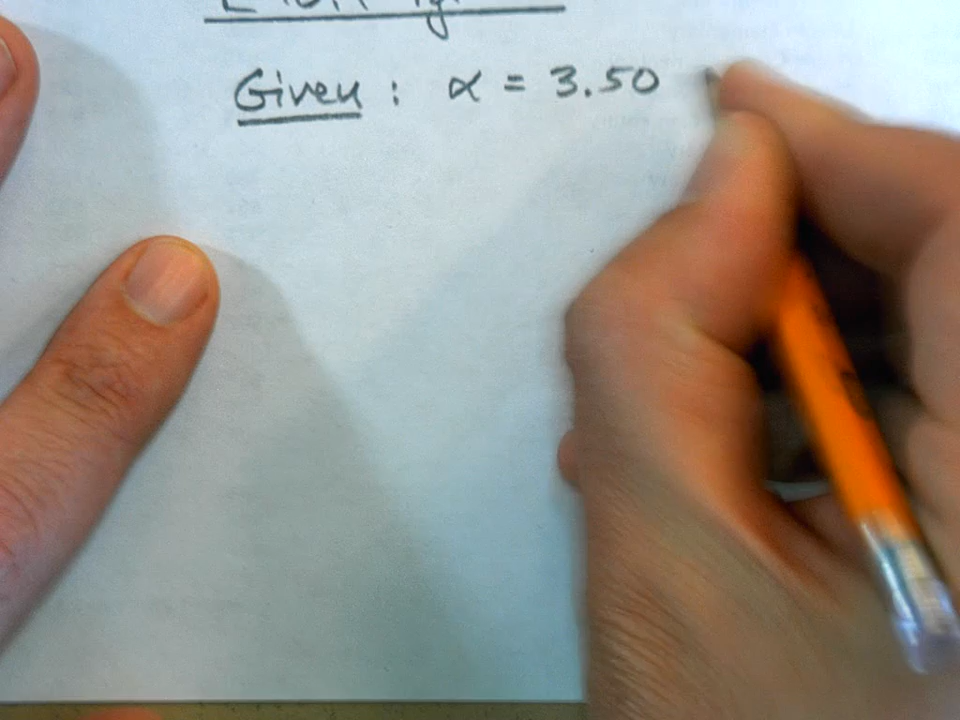 Given : α = 3.50